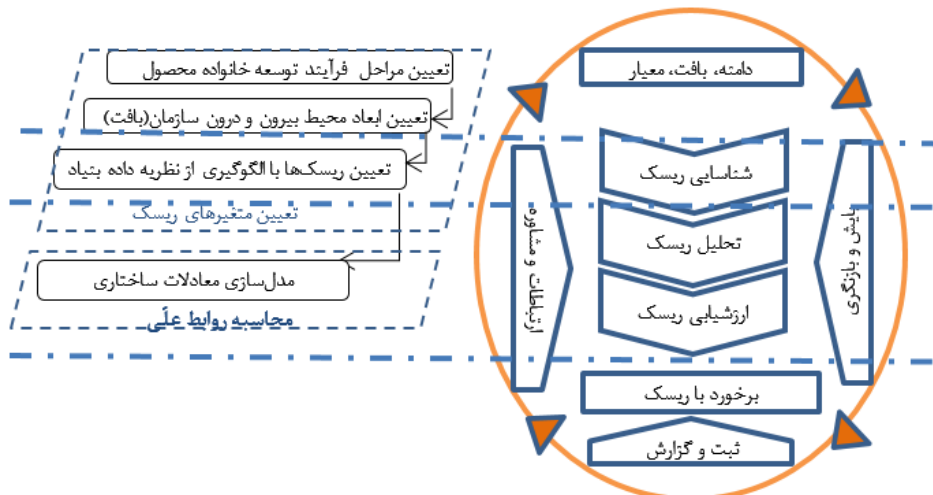 دامنه، بافت، معیار
شناسایی ریسک
تحلیل ریسک
ارزشیابی ریسک
پایش و بازنگری
ارتباطات و مشاوره
برخورد با ریسک
ثبت و گزارش
تعیین مراحل فرآیند توسعه خانواده محصول
تعیین ابعاد محیط بیرون و درون سازمان(بافت)
تعیین ریسک‌ها با الگوگیری از نظریه داده بنیاد
تعیین متغیرهای ریسک
مدل‌سازی معادلات ساختاری
محاسبه روابط علّی